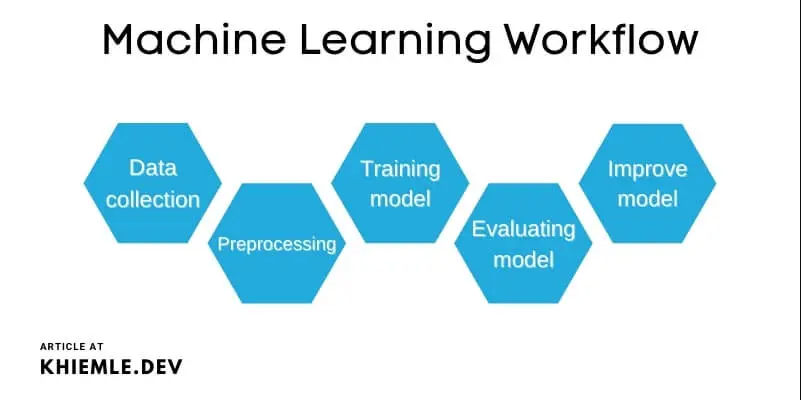 Machine Learning Workflow
Data
collection
Preprocessing
Training
model
Evaluating
model
Improve
model
ARTICLE AT
KHIEMLE.DEV